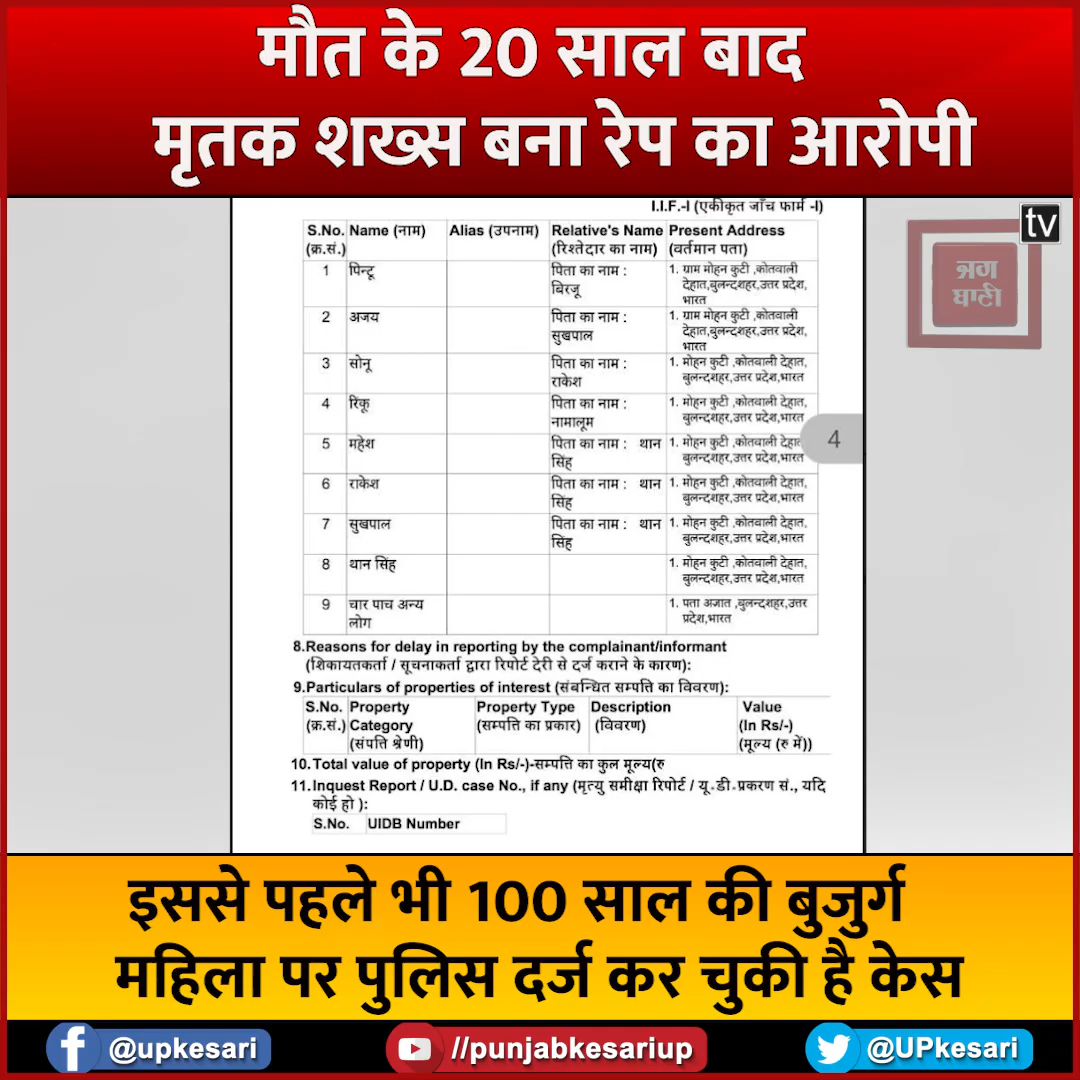 मौत के 20 साल बाद
मृतक शख्स बना रेप का आरोपी
tv
I.I.F.-I (एकीकृत जाँच फार्म -I)
S.No. Name (नाम) Alias (उपनाम) Relative's Name Present Address
(क्र.सं.) (रिश्तेदार का नाम) (वर्तमान पता)
1 पिन्टू पिता का नाम : 1. ग्राम मोहन कुटी ,कोतवाली
बिरजू देहात,बुलन्दशहर,उत्तर प्रदेश,
भारत
2 अजय पिता का नाम : 1. ग्राम मोहन कुटी ,कोतवाली
सुखपाल देहात,बुलन्दशहर,उत्तर प्रदेश,
भारत
3 सोनू पिता का नाम : 1. मोहन कुटी ,कोतवाली देहात,
राकेश बुलन्दशहर,उत्तर प्रदेश,भारत
4 रिंकू पिता का नाम : 1. मोहन कुटी ,कोतवाली देहात,
नामालूम बुलन्दशहर,उत्तर प्रदेश,भारत
5 महेश पिता का नाम : थान 1. मोहन कुटी ,कोतवाली देहात
सिंह बुलन्दशहर,उत्तर प्रदेश,भारत
4
6 राकेश पिता का नाम : थान 1. मोहन कुटी ,कोतवाली देहात,
सिंह बुलन्दशहर,उत्तर प्रदेश,भारत
7 सुखपाल पिता का नाम : थान 1. मोहन कुटी ,कोतवाली देहात,
सिंह बुलन्दशहर,उत्तर प्रदेश,भारत
8 थान सिंह 1. मोहन कुटी ,कोतवाली देहात,
बुलन्दशहर,उत्तर प्रदेश,भारत
9 चार पाच अन्य 1. पता अज्ञात ,बुलन्दशहर,उत्तर
लोग प्रदेश,भारत
8.Reasons for delay in reporting by the complainant/informant
(शिकायतकर्ता / सूचनाकर्ता द्वारा रिपोर्ट देरी से दर्ज कराने के कारण):
9.Particulars of properties of interest (संबन्धित सम्पत्ति का विवरण):
S.No. Property Property Type Description Value
(क्र.सं.) Category (सम्पत्ति का प्रकार) (विवरण) (In Rs/-)
(संपत्ति श्रेणी) (मूल्य (रु में))
10.Total value of property (In Rs/-)-सम्पत्ति का कुल मूल्य(रु
11.Inquest Report / U.D. case No., if any (मृत्यु समीक्षा रिपोर्ट / यू.डी.प्रकरण सं., यदि
कोई हो ):
S.No. UIDB Number
इससे पहले भी 100 साल की बुजुर्ग
महिला पर पुलिस दर्ज कर चुकी है केस
@upkesari //punjabkesariup @UPkesari